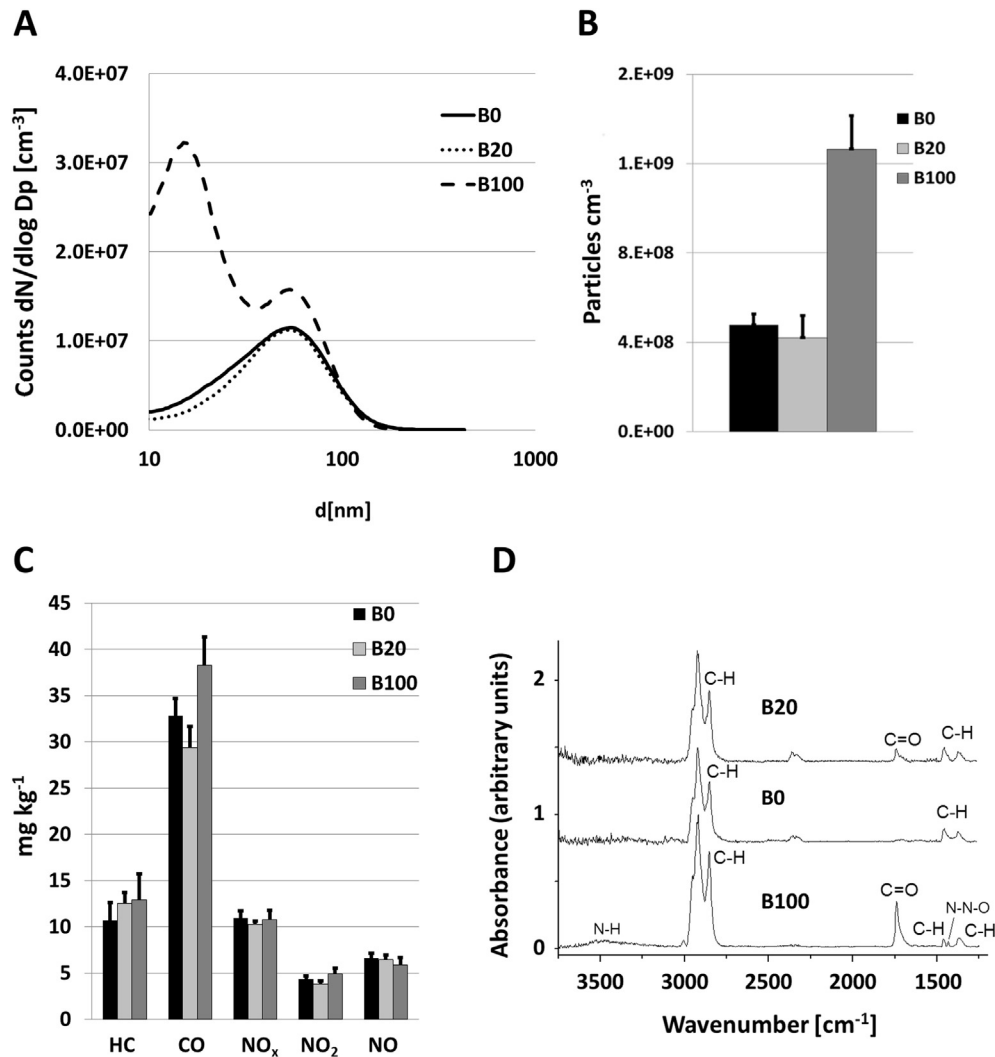 A
4.0E+07
3.0E+07
2.0E+07
1.0E+07
0.0E+00
Counts dN/dlog Dp [cm-3]
B0
B20
B100
10
100
1000
d[nm]
B
2.E+09
1.E+09
8.E+08
4.E+08
0.E+00
Particles cm-3
B0
B20
B100
C
45
40
35
30
25
20
15
10
5
0
mg kg-1
B0
B20
B100
HC
CO
NOx
NO2
NO
D
Absorbance (arbitrary units)
2
1
0
C-H
B20
C=O
C-H
C-H
B0
C-H
C-H
B100
C=O
N-H
C-H
N-N-O
C-H
3500
3000
2500
2000
1500
Wavenumber [cm-1]